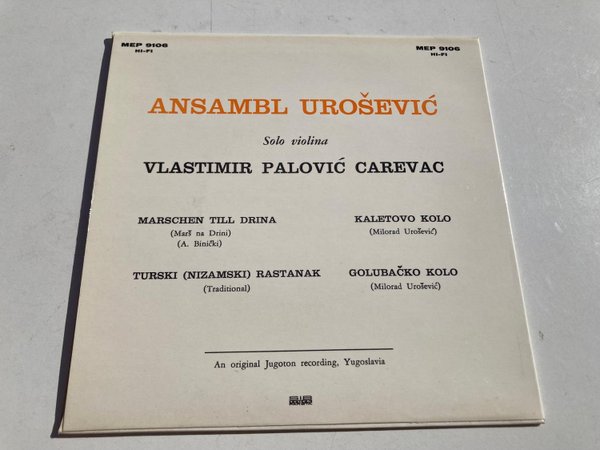 MEP 9106
HI-FI
MEP 9106
HI-FI
ANSAMBL UROŠEVIĆ
Solo violina
VLASTIMIR PALOVIĆ CAREVAC
MARSCHEN TILL DRINA
(Marš na Drini)
(A. Binički)
KALETOVO KOLO
(Milorad Urošević)
TURSKI (NIZAMSKI) RASTANAK
(Traditional)
GOLUBAČKO KOLO
(Milorad Urošević)
An original Jugoton recording, Yugoslavia